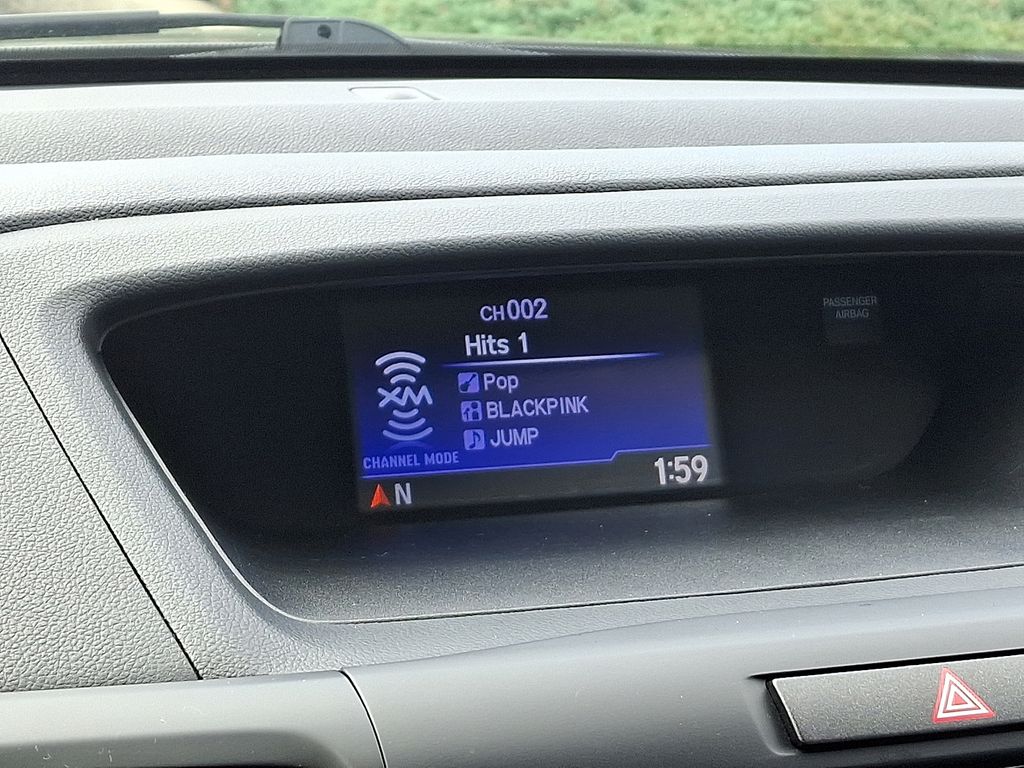 CH002
Hits 1
XM
Pop
BLACKPINK
JUMP
CHANNEL MODE
N
1:59
PASSENGER
AIRBAG